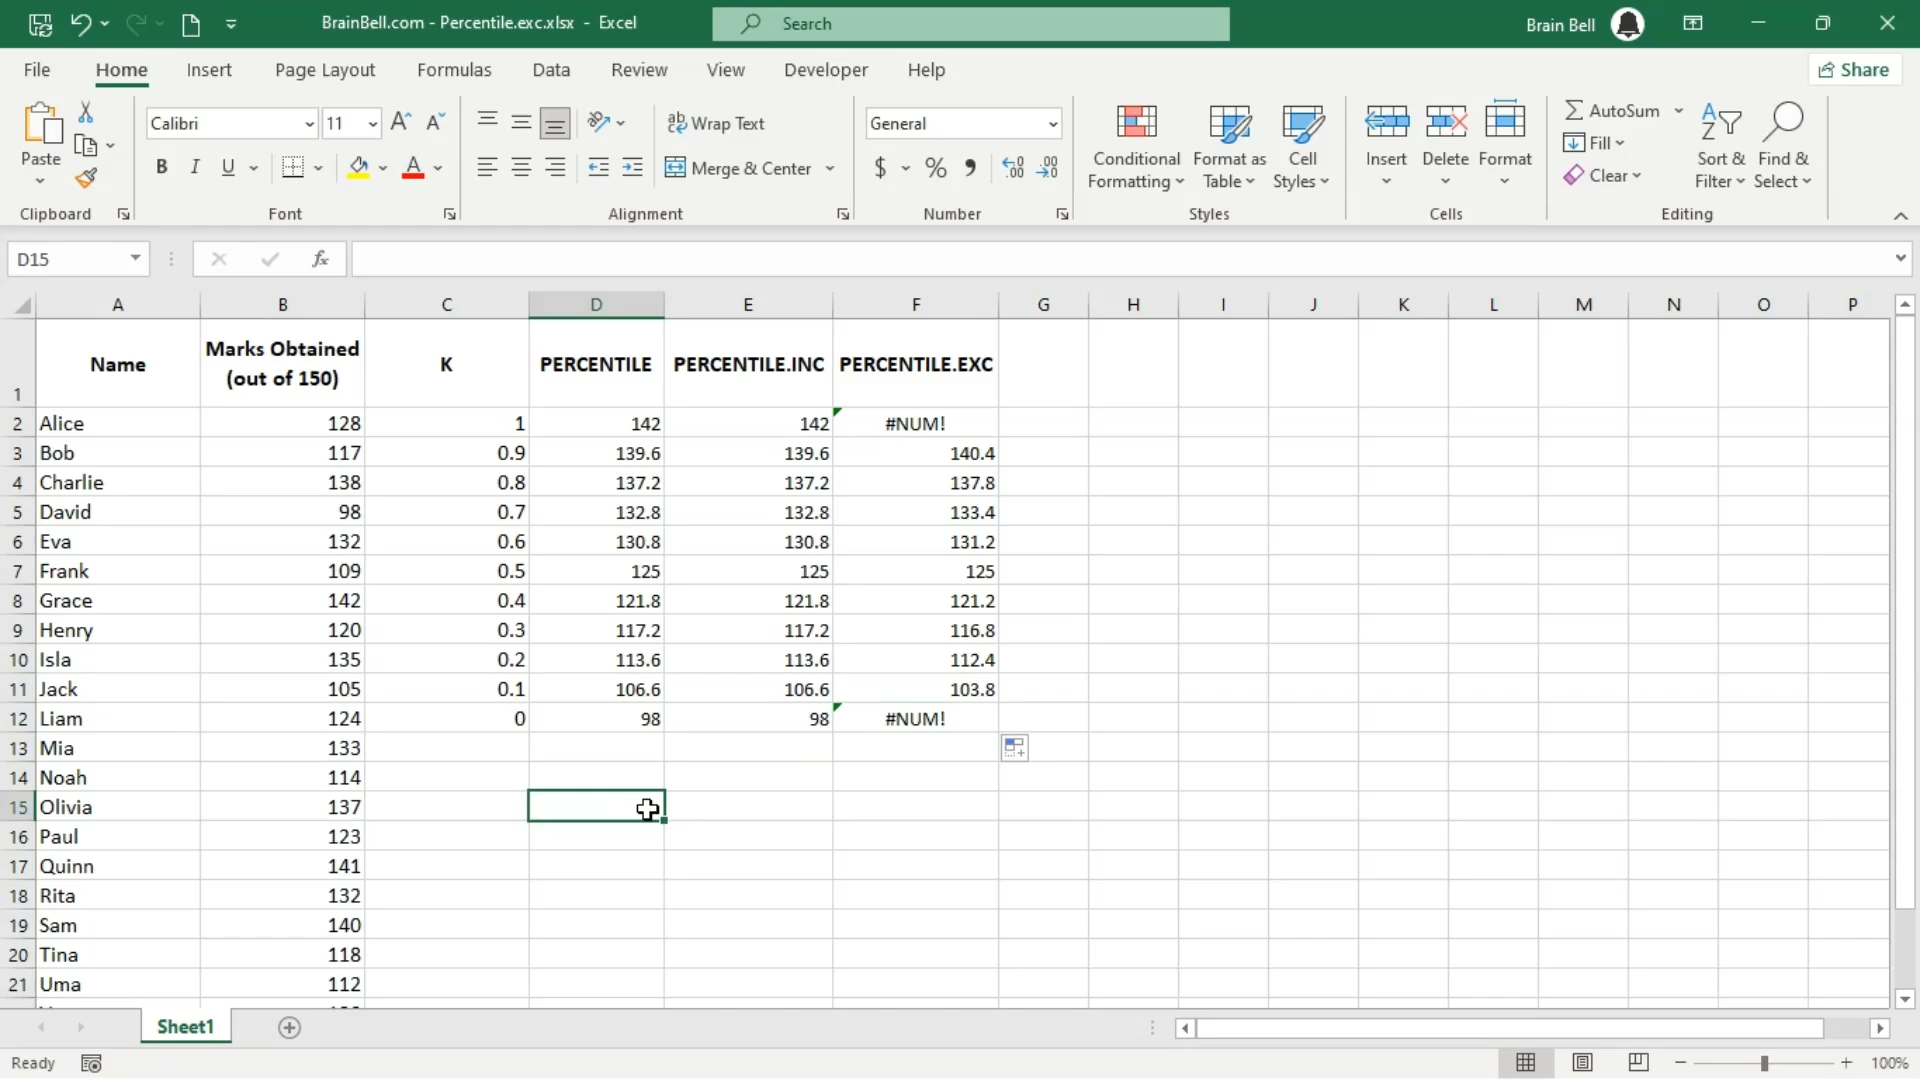 BrainBell.com - Percentile.exc.xlsx - Excel
Search
Brain Bell
File Home Insert Page Layout Formulas Data Review View Developer Help
Share
Paste
Clipboard
Calibri 11
A A
B I U A
Font
ab Wrap Text
Merge & Center
Alignment
General
$ % ,
Number
Conditional Formatting
Format as Table
Cell Styles
Styles
Insert Delete Format
Cells
AutoSum
Fill
Clear
Sort & Filter
Find & Select
Editing
D15
fx
A B C D E F G H I J K L M N O P
1 Name Marks Obtained (out of 150) K PERCENTILE PERCENTILE.INC PERCENTILE.EXC
2 Alice 128 1 142 142 #NUM!
3 Bob 117 0.9 139.6 139.6 140.4
4 Charlie 138 0.8 137.2 137.2 137.8
5 David 98 0.7 132.8 132.8 133.4
6 Eva 132 0.6 130.8 130.8 131.2
7 Frank 109 0.5 125 125 125
8 Grace 142 0.4 121.8 121.8 121.2
9 Henry 120 0.3 117.2 117.2 116.8
10 Isla 135 0.2 113.6 113.6 112.4
11 Jack 105 0.1 106.6 106.6 103.8
12 Liam 124 0 98 98 #NUM!
13 Mia 133
14 Noah 114
15 Olivia 137
16 Paul 123
17 Quinn 141
18 Rita 132
19 Sam 140
20 Tina 118
21 Uma 112
Sheet1
Ready
100%